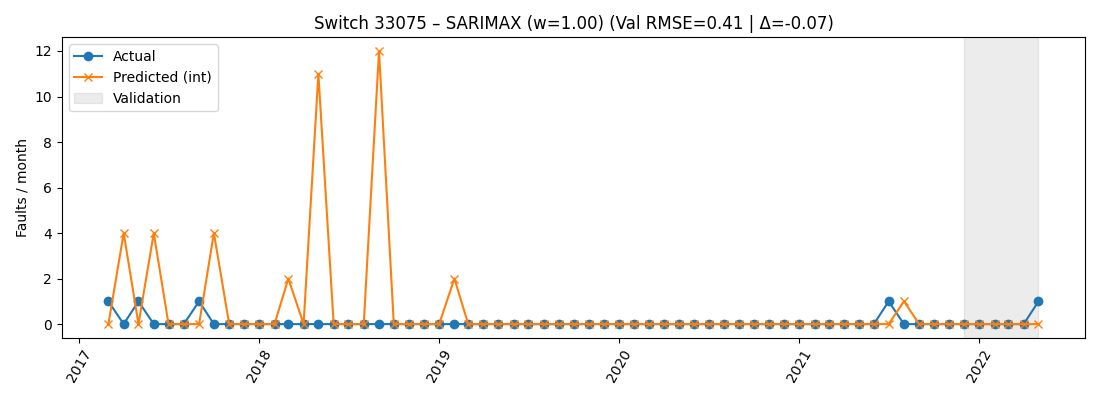 Switch 33075 – SARIMAX (w=1.00) (Val RMSE=0.41 | Δ=-0.07)
Actual
Predicted (int)
Validation
Faults / month
12
10
8
6
4
2
0
2017
2018
2019
2020
2021
2022